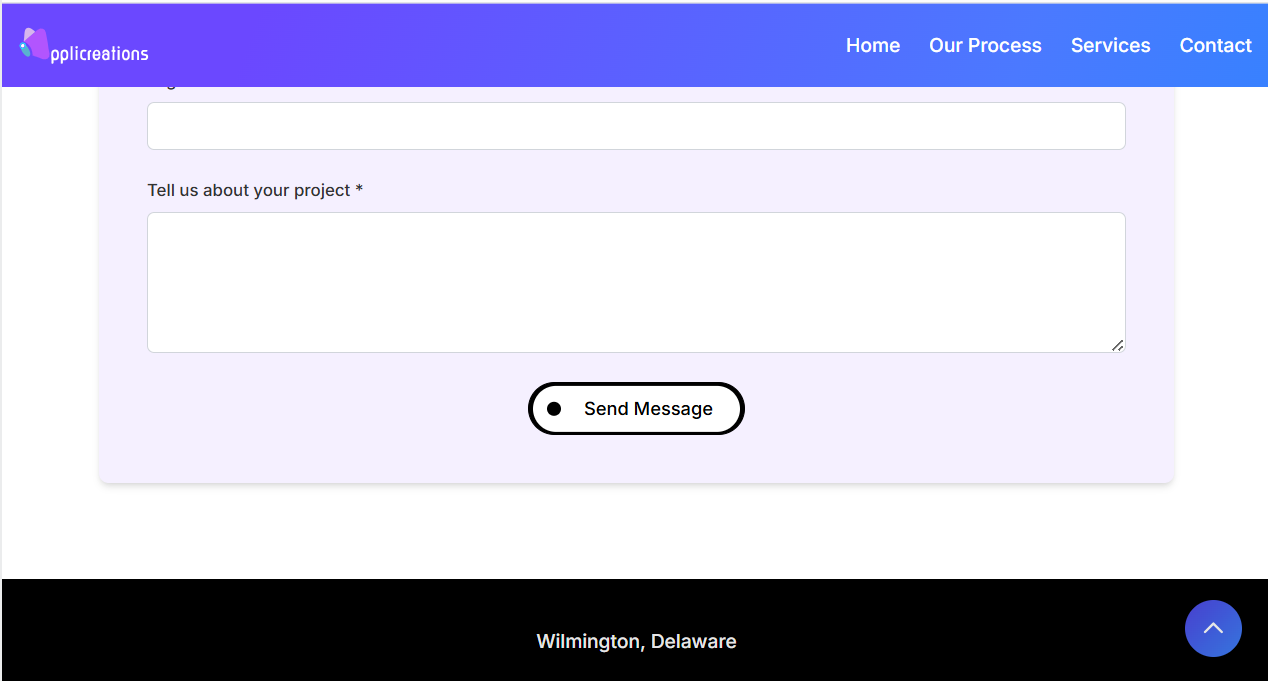 pplicreations
Home
Our Process
Services
Contact
Tell us about your project *
Send Message
Wilmington, Delaware